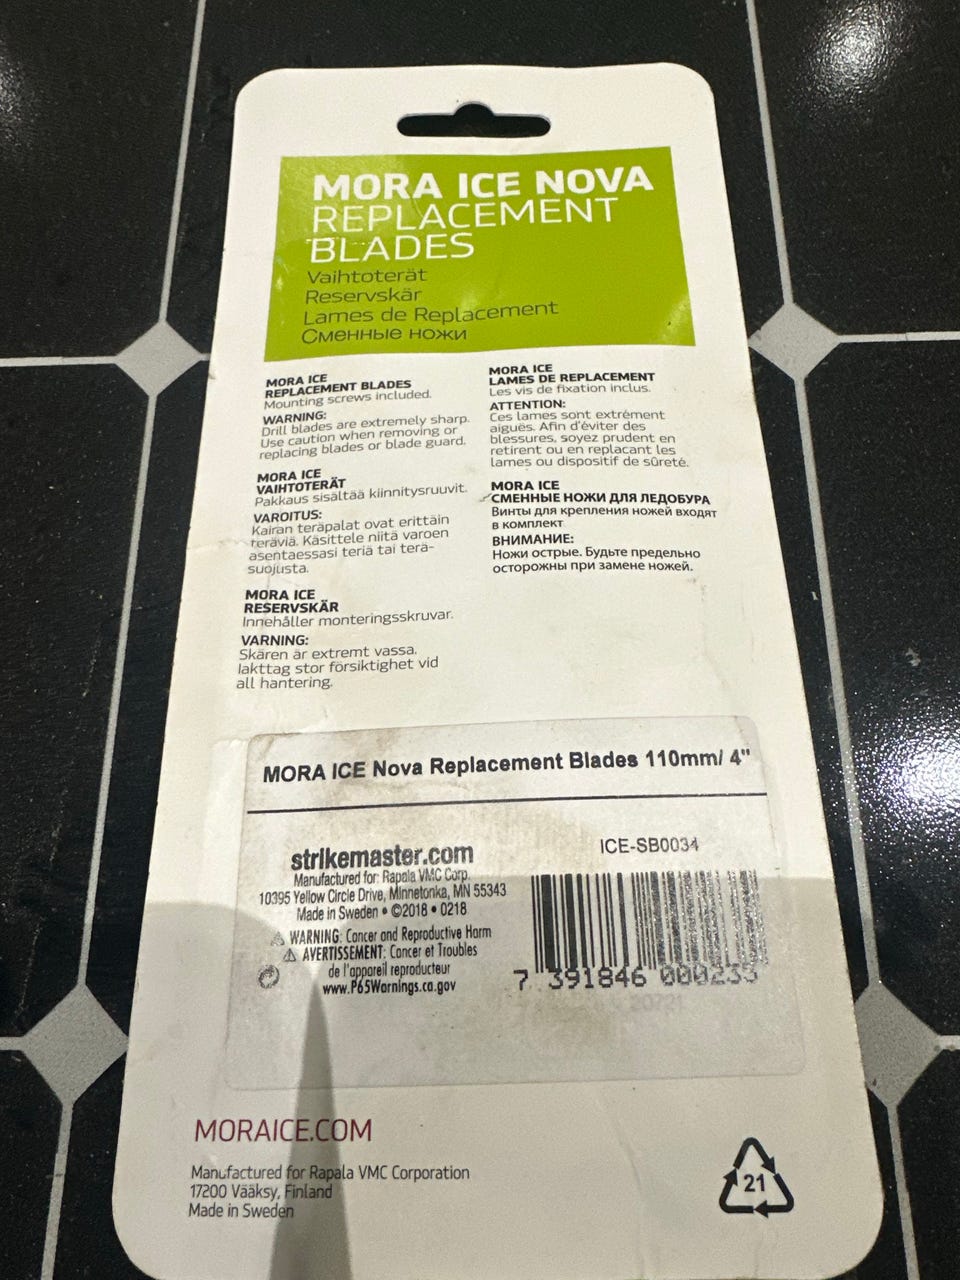 MORA ICE NOVA
REPLACEMENT
BLADES
Vaihtoterät
Reservskär
Lames de Replacement
Сменные ножи
MORA ICE
REPLACEMENT BLADES
Mounting screws included.
WARNING:
Drill blades are extremely sharp.
Use caution when removing or
replacing blades or blade guard.
MORA ICE
VAIHTOTERÄT
Pakkaus sisältää kiinnitysruuvit.
VAROITUS:
Kairan teräpalat ovat erittäin
teräviä. Käsittele niitä varoen
asentaessasi teriä tai terä-
suojusta.
MORA ICE
RESERVSKÄR
Innehåller monteringsskruvar.
VARNING:
Skären är extremt vassa.
Iakttag stor försiktighet vid
all hantering.
MORA ICE
LAMES DE REPLACEMENT
Les vis de fixation inclus.
ATTENTION:
Ces lames sont extrément
aiguës. Afin d'éviter des
blessures, soyez prudent en
retirent ou en replacant les
lames ou dispositif de sûreté.
MORA ICE
СМЕННЫЕ НОЖИ ДЛЯ ЛЕДОБУРА
Винты для крепления ножей входят
в комплект
ВНИМАНИЕ:
Ножи острые. Будьте предельно
осторожны при замене ножей.
MORA ICE Nova Replacement Blades 110mm/ 4"
strikemaster.com
Manufactured for: Rapala VMC Corp.
10395 Yellow Circle Drive, Minnetonka, MN 55343
Made in Sweden • ©2018 • 0218
WARNING: Cancer and Reproductive Harm
AVERTISSEMENT: Cancer et Troubles
de l'appareil reproducteur
www.P65Warnings.ca.gov
ICE-SB0034
7 391846 000233
20721
MORAICE.COM
Manufactured for Rapala VMC Corporation
17200 Vääksy, Finland
Made in Sweden
21